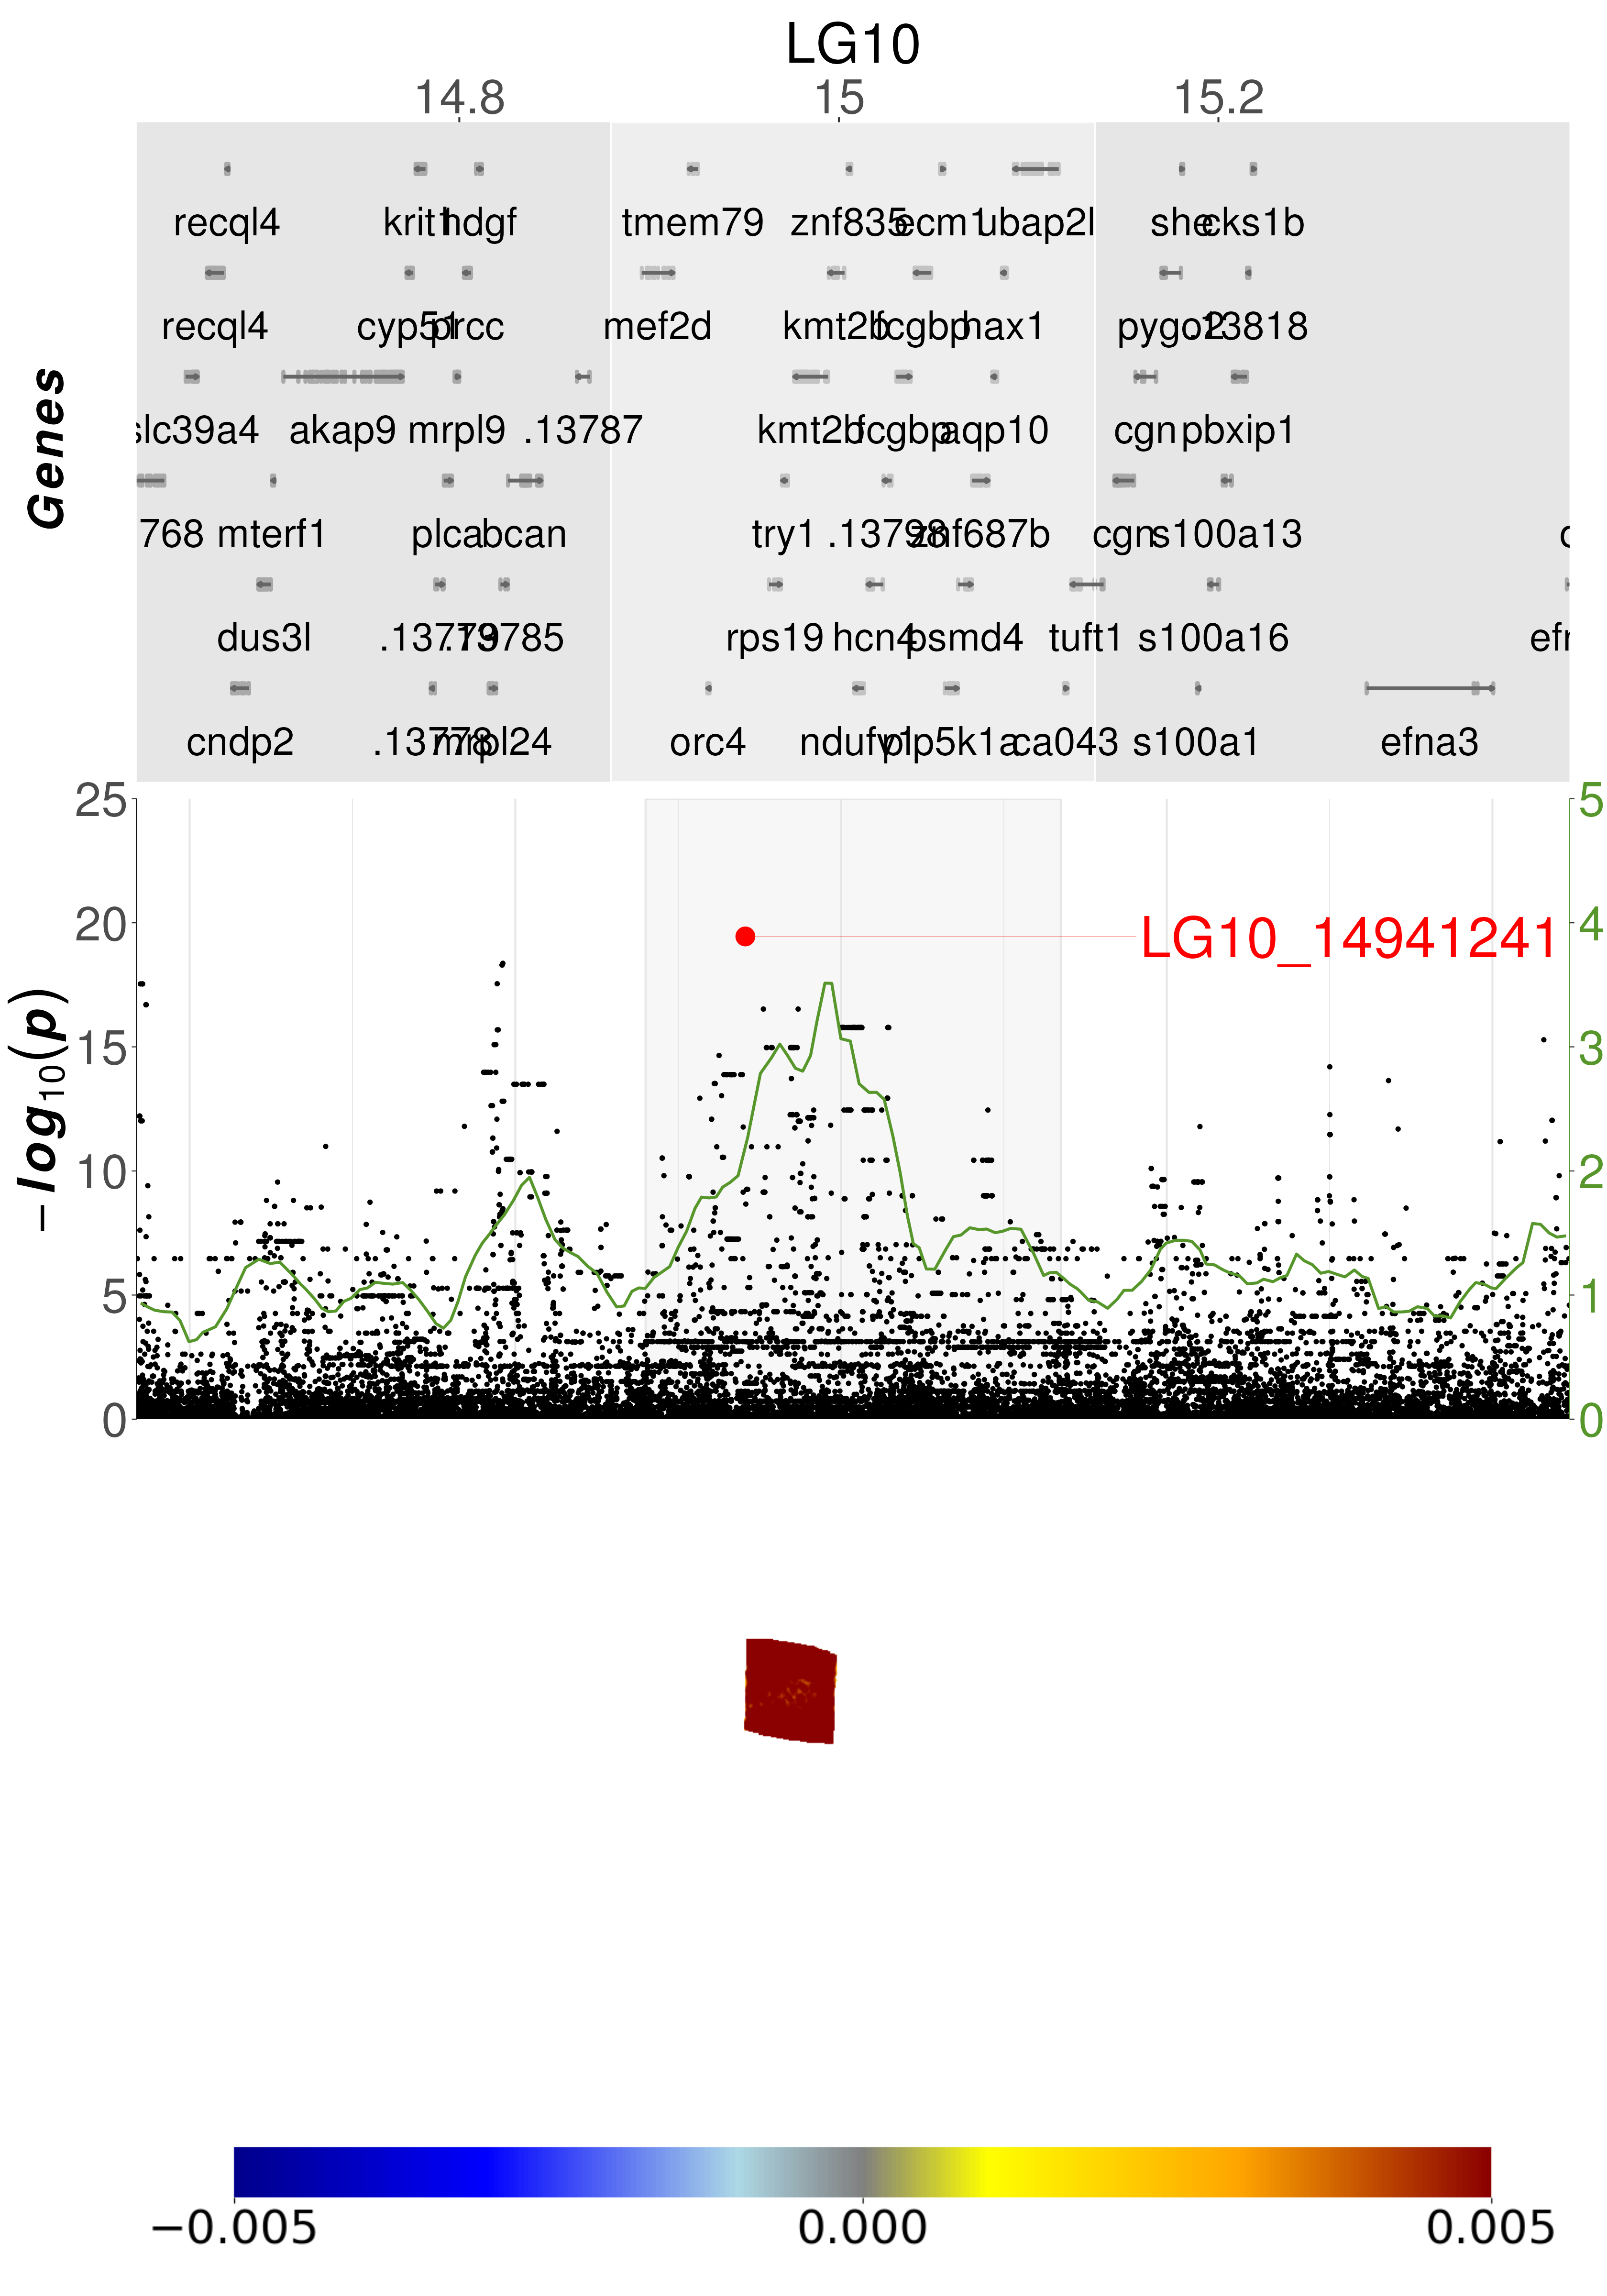 LG10
14.8 15 15.2
Genes
recql4 krit1 hdgf tmem79 znf835 ecm1 ubap2l she cks1b
recql4 cyp51 prcc mef2d kmt2b fcgbp hax1 pygo2 .13818
slc39a4 akap9 mrpl9 .13787 kmt2b fcgbp aqp10 cgn pbxip1
768 mterf1 bcan try1 .13798 znf687b cgn s100a13
dus3l .13779 .13785 rps19 hcn4 psmd4 tuft1 s100a16
cndp2 .13778 mrpl24 orc4 ndufv1 pip5k1a ca043 s100a1 efna3
25 5
20 LG10_14941241 4
−log10(p)
15 3
10 2
5 1
0 0
−0.005 0.000 0.005